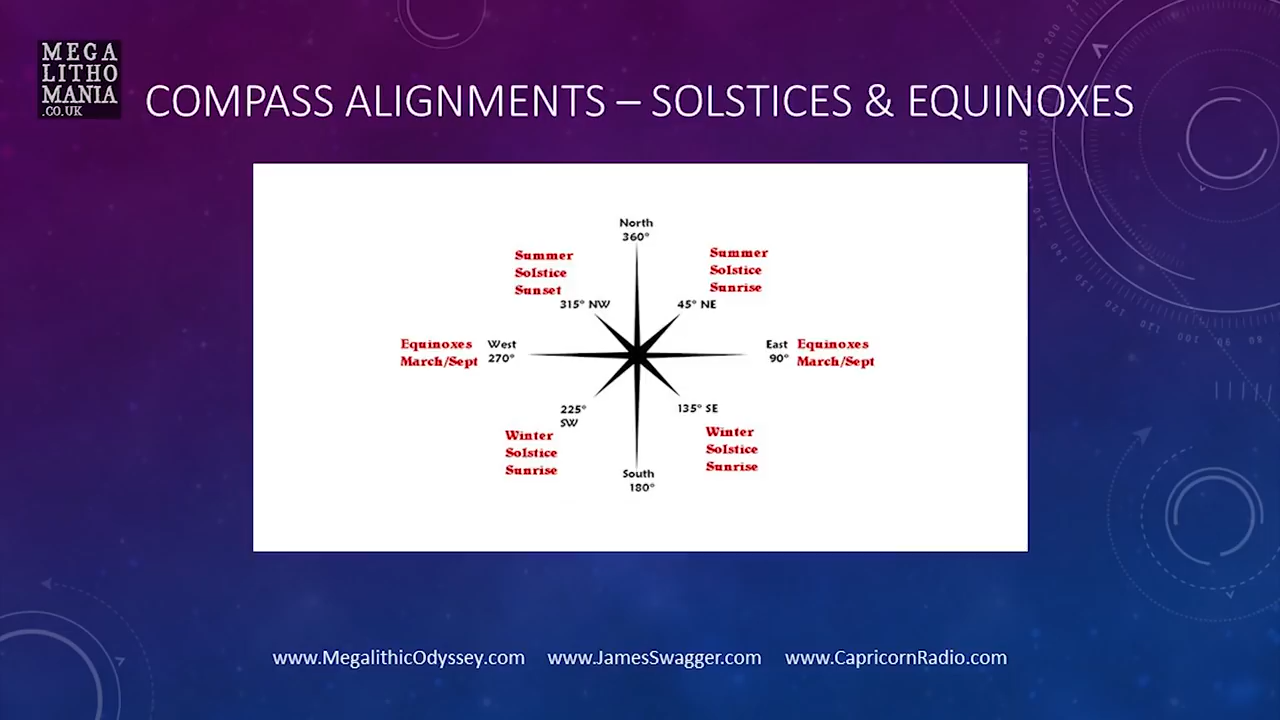 MEGA
LITHO
MANIA
.CO.UK
COMPASS ALIGNMENTS – SOLSTICES & EQUINOXES
North
360°
Summer
Solstice
Sunset
Summer
Solstice
Sunrise
315° NW
45° NE
Equinoxes
March/Sept
West
270°
East
90°
Equinoxes
March/Sept
225°
SW
135° SE
Winter
Solstice
Sunrise
Winter
Solstice
Sunrise
South
180°
www.MegalithicOdyssey.com www.JamesSwagger.com www.CapricornRadio.com